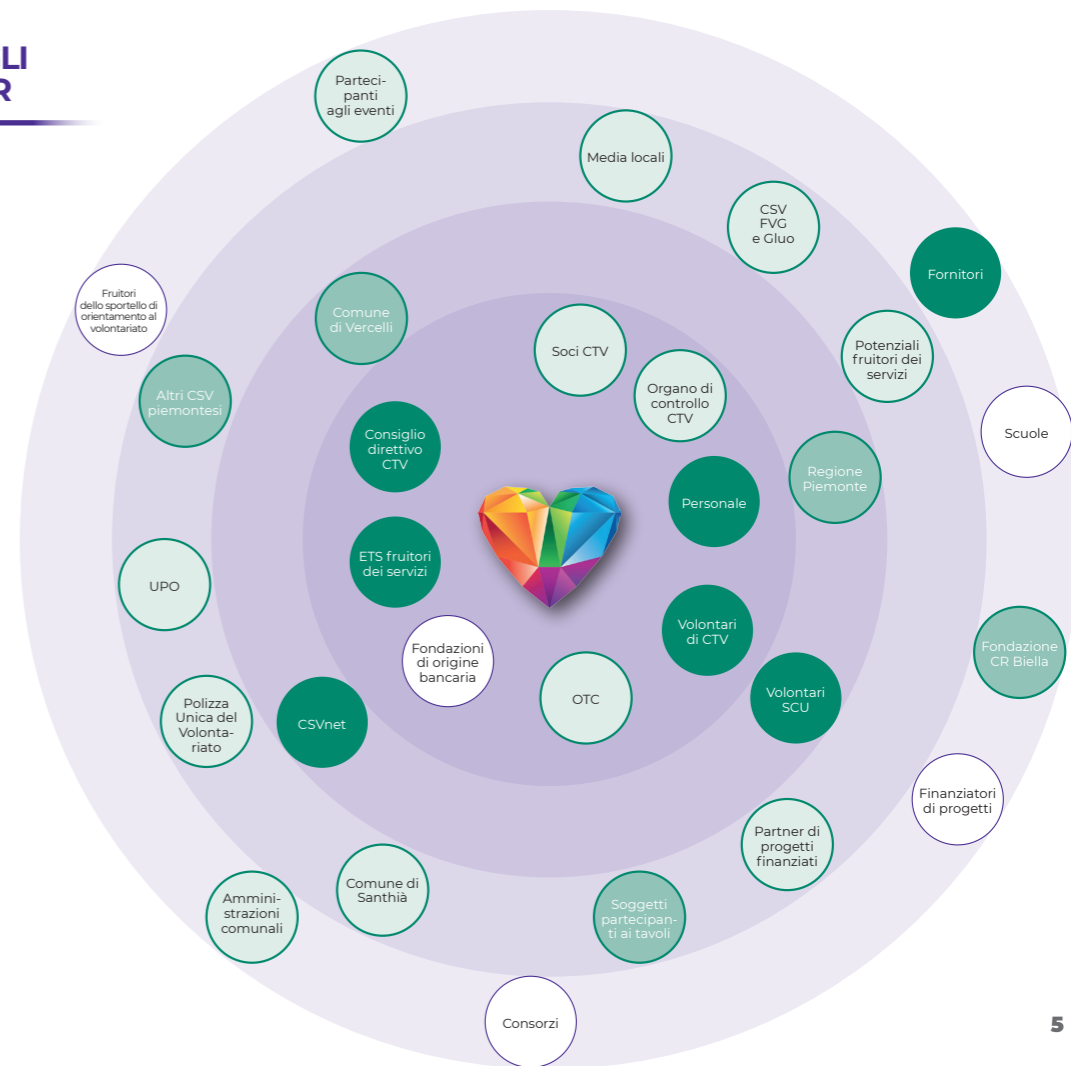 LI
R
Parteci-
panti
agli eventi
Media locali
CSV
FVG
e Gluo
Fornitori
Fruitori
dello sportello di
orientamento al
volontariato
Comune
di Vercelli
Soci CTV
Potenziali
fruitori dei
servizi
Altri CSV
piemontesi
Organo di
controllo
CTV
Scuole
Consiglio
direttivo
CTV
Regione
Piemonte
Personale
ETS fruitori
dei servizi
UPO
Volontari
di CTV
Fondazioni
di origine
bancaria
Fondazione
CR Biella
OTC
Volontari
SCU
Polizza
Unica del
Volonta-
riato
CSVnet
Finanziatori
di progetti
Partner di
progetti
finanziati
Comune di
Santhià
Ammini-
strazioni
comunali
Soggetti
partecipan-
ti ai tavoli
Consorzi
5